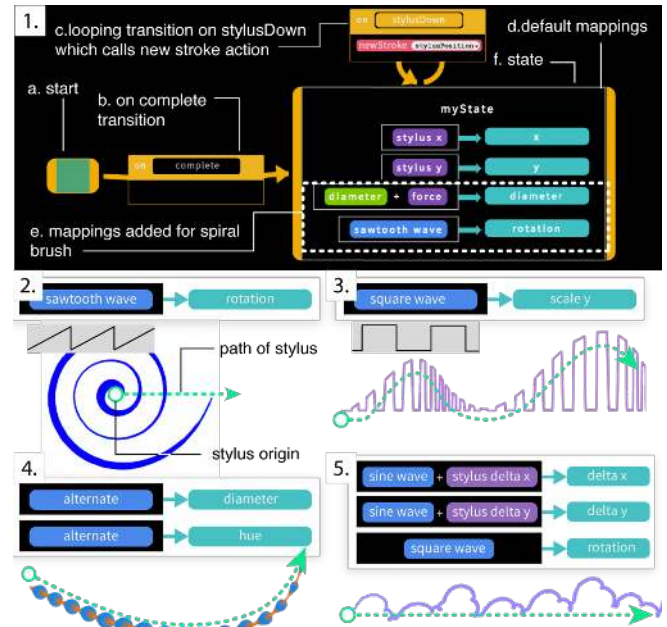 1.
c.looping transition on stylusDown
which calls new stroke action
on stylusDown
newStroke stylusPosition
d.default mappings
f. state
a. start
b. on complete
transition
on complete
myState
stylus x x
stylus y y
diameter + force diameter
sawtooth wave rotation
e. mappings added for spiral
brush
2.
sawtooth wave rotation
path of stylus
stylus origin
3.
square wave scale y
4.
alternate diameter
alternate hue
5.
sine wave + stylus delta x delta x
sine wave + stylus delta y delta y
square wave rotation